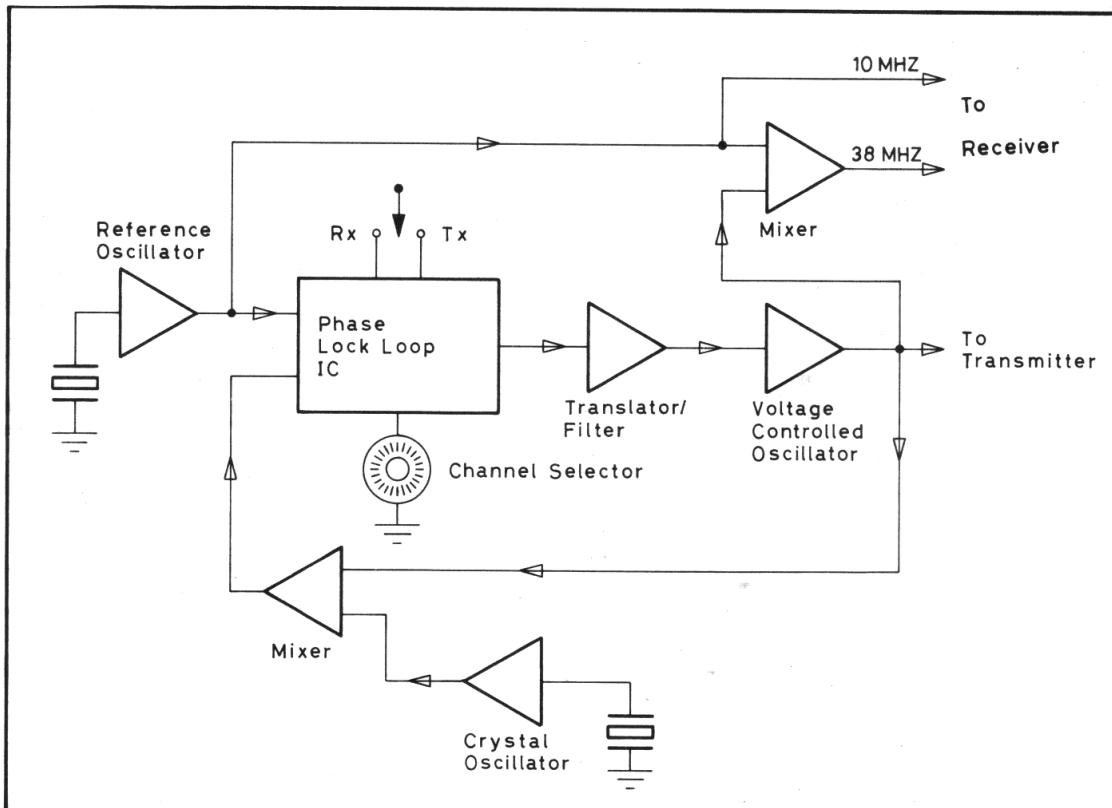 10 MHZ
To
Receiver
38 MHZ
Mixer
Reference
Oscillator
Rx
Tx
Phase
Lock Loop
IC
To
Transmitter
Translator/
Filter
Voltage
Controlled
Oscillator
Channel Selector
Mixer
Crystal
Oscillator